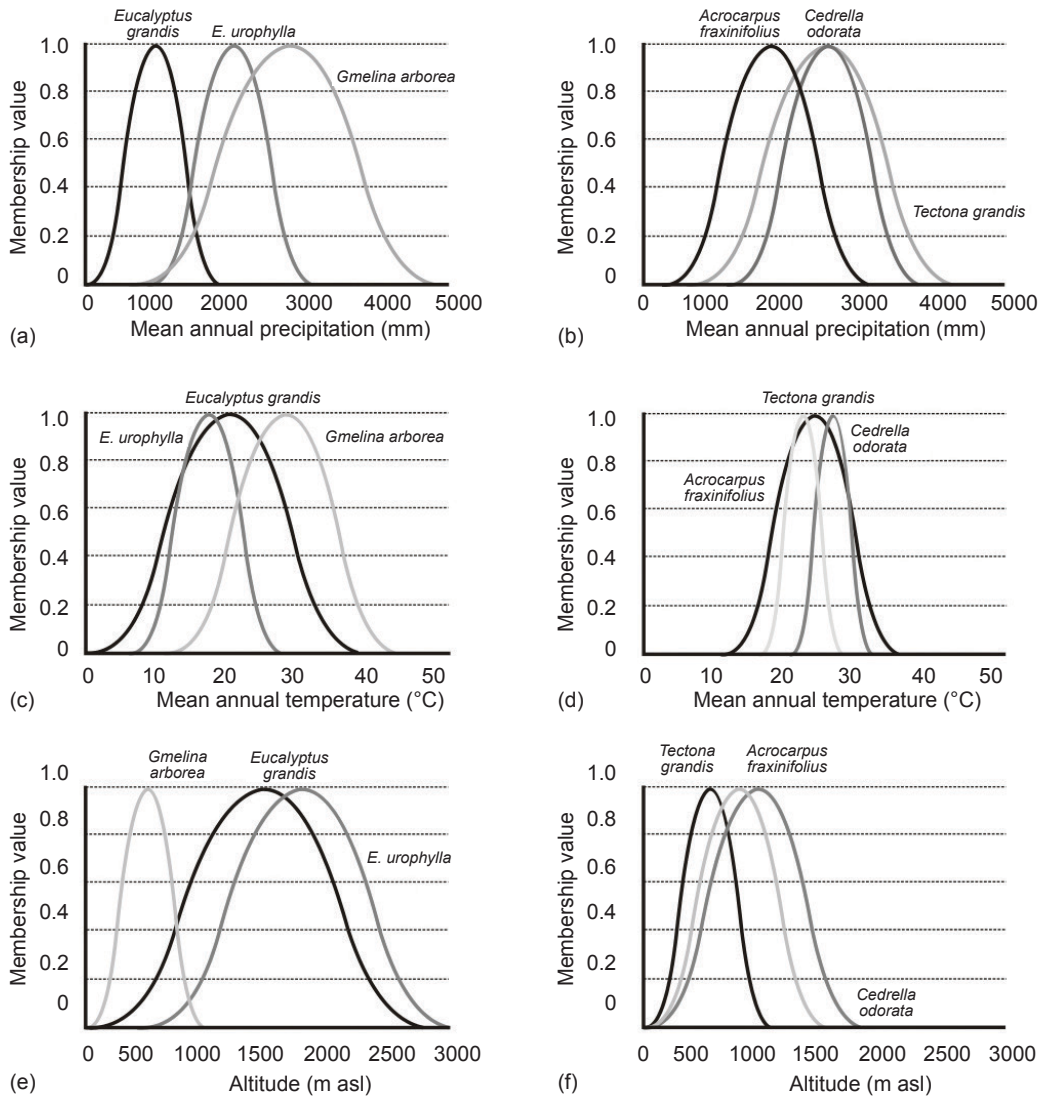 Eucalyptus
grandis
E. urophylla
Gmelina arborea
Membership value
1.0
0.8
0.6
0.4
0.2
0
0 1000 2000 3000 4000 5000
Mean annual precipitation (mm)
(a)
Acrocarpus
fraxinifolius
Cedrella
odorata
Tectona grandis
Membership value
1.0
0.8
0.6
0.4
0.2
0
0 1000 2000 3000 4000 5000
Mean annual precipitation (mm)
(b)
Eucalyptus grandis
E. urophylla
Gmelina arborea
Membership value
1.0
0.8
0.6
0.4
0.2
0
10 20 30 40 50
Mean annual temperature (°C)
(c)
Tectona grandis
Cedrella
odorata
Acrocarpus
fraxinifolius
Membership value
1.0
0.8
0.6
0.4
0.2
0
0 10 20 30 40 50
Mean annual temperature (°C)
(d)
Gmelina
arborea
Eucalyptus
grandis
E. urophylla
Membership value
1.0
0.8
0.6
0.4
0.2
0
0 500 1000 1500 2000 3000
Altitude (m asl)
(e)
Tectona
grandis
Acrocarpus
fraxinifolius
Cedrella
odorata
Membership value
1.0
0.8
0.6
0.4
0.2
0
0 500 1000 1500 2000 3000
Altitude (m asl)
(f)